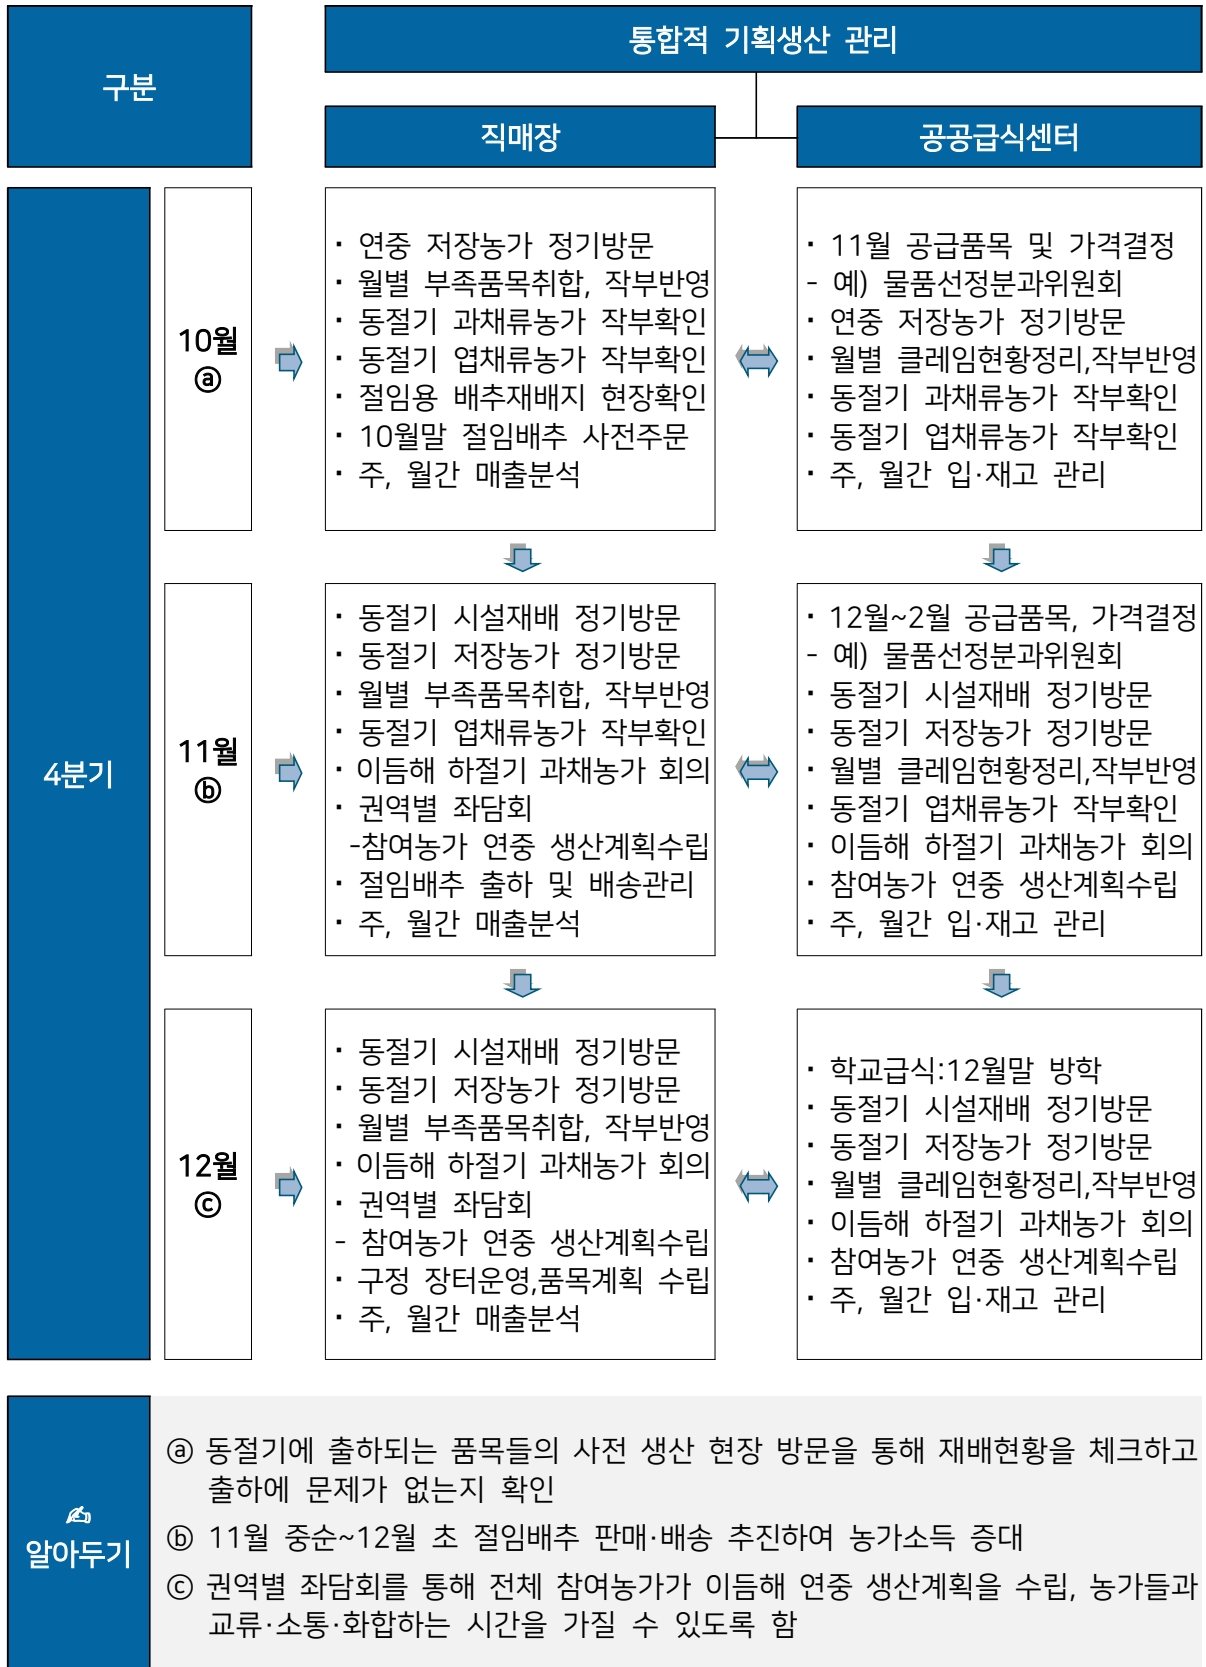 구분
통합적 기획생산 관리
직매장
공공급식센터
4분기
10월
ⓐ
· 연중 저장농가 정기방문
· 월별 부족품목취합, 작부반영
· 동절기 과채류농가 작부확인
· 동절기 엽채류농가 작부확인
· 절임용 배추재배지 현장확인
· 10월말 절임배추 사전주문
· 주, 월간 매출분석
· 11월 공급품목 및 가격결정
- 예) 물품선정분과위원회
· 연중 저장농가 정기방문
· 월별 클레임현황정리,작부반영
· 동절기 과채류농가 작부확인
· 동절기 엽채류농가 작부확인
· 주, 월간 입·재고 관리
11월
ⓑ
· 동절기 시설재배 정기방문
· 동절기 저장농가 정기방문
· 월별 부족품목취합, 작부반영
· 동절기 엽채류농가 작부확인
· 이듬해 하절기 과채농가 회의
· 권역별 좌담회
-참여농가 연중 생산계획수립
· 절임배추 출하 및 배송관리
· 주, 월간 매출분석
· 12월~2월 공급품목, 가격결정
- 예) 물품선정분과위원회
· 동절기 시설재배 정기방문
· 동절기 저장농가 정기방문
· 월별 클레임현황정리,작부반영
· 동절기 엽채류농가 작부확인
· 이듬해 하절기 과채농가 회의
· 참여농가 연중 생산계획수립
· 주, 월간 입·재고 관리
12월
ⓒ
· 동절기 시설재배 정기방문
· 동절기 저장농가 정기방문
· 월별 부족품목취합, 작부반영
· 이듬해 하절기 과채농가 회의
· 권역별 좌담회
- 참여농가 연중 생산계획수립
· 구정 장터운영,품목계획 수립
· 주, 월간 매출분석
· 학교급식:12월말 방학
· 동절기 시설재배 정기방문
· 동절기 저장농가 정기방문
· 월별 클레임현황정리,작부반영
· 이듬해 하절기 과채농가 회의
· 참여농가 연중 생산계획수립
· 주, 월간 입·재고 관리
✍
알아두기
ⓐ 동절기에 출하되는 품목들의 사전 생산 현장 방문을 통해 재배현황을 체크하고
출하에 문제가 없는지 확인
ⓑ 11월 중순~12월 초 절임배추 판매·배송 추진하여 농가소득 증대
ⓒ 권역별 좌담회를 통해 전체 참여농가가 이듬해 연중 생산계획을 수립, 농가들과
교류·소통·화합하는 시간을 가질 수 있도록 함